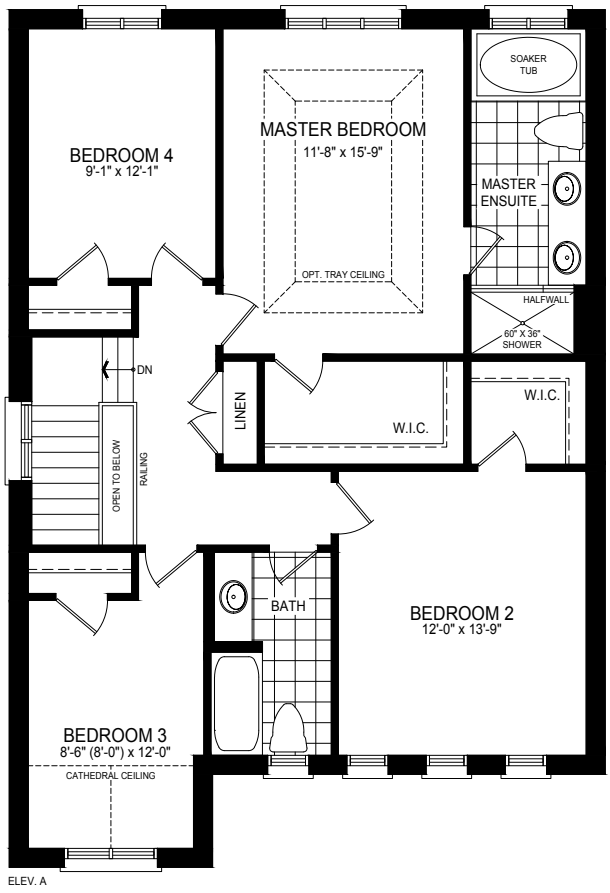 SOAKER
TUB
MASTER BEDROOM
11'-8" x 15'-9"
BEDROOM 4
9'-1" x 12'-1"
MASTER
ENSUITE
OPT. TRAY CEILING
HALFWALL
60" X 36"
SHOWER
DN
LINEN
W.I.C.
W.I.C.
OPEN TO BELOW
RAILING
BATH
BEDROOM 2
12'-0" x 13'-9"
BEDROOM 3
8'-6" (8'-0") x 12'-0"
CATHEDRAL CEILING
ELEV. A